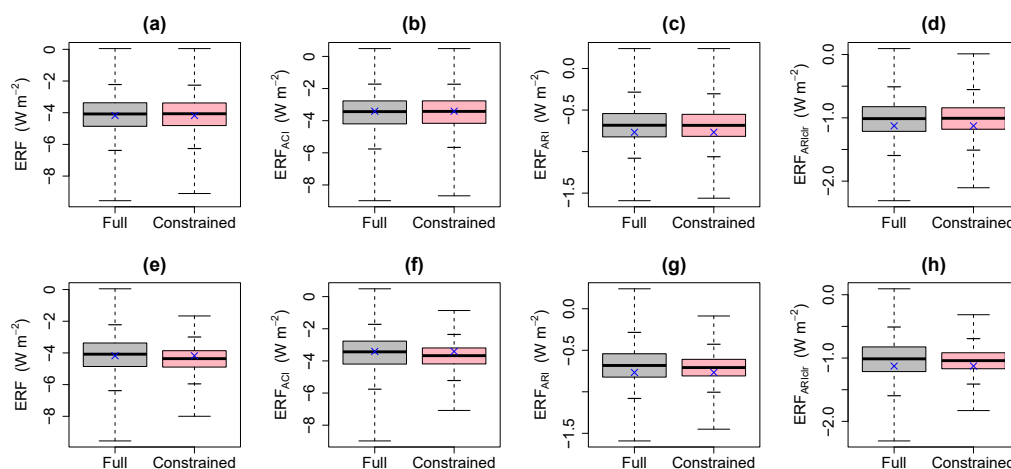 (a)
ERF (W m⁻²)
0
−2
−4
−6
−8
Full Constrained
(b)
ERF_ACI (W m⁻²)
0
−2
−4
−6
−8
Full Constrained
(c)
ERF_ARI (W m⁻²)
0.0
−0.5
−1.5
Full Constrained
(d)
ERF_ARIclr (W m⁻²)
0.0
−1.0
−2.0
Full Constrained
(e)
ERF (W m⁻²)
0
−2
−4
−6
−8
Full Constrained
(f)
ERF_ACI (W m⁻²)
0
−2
−4
−6
−8
Full Constrained
(g)
ERF_ARI (W m⁻²)
0.0
−0.5
−1.5
Full Constrained
(h)
ERF_ARIclr (W m⁻²)
0.0
−1.0
−2.0
Full Constrained